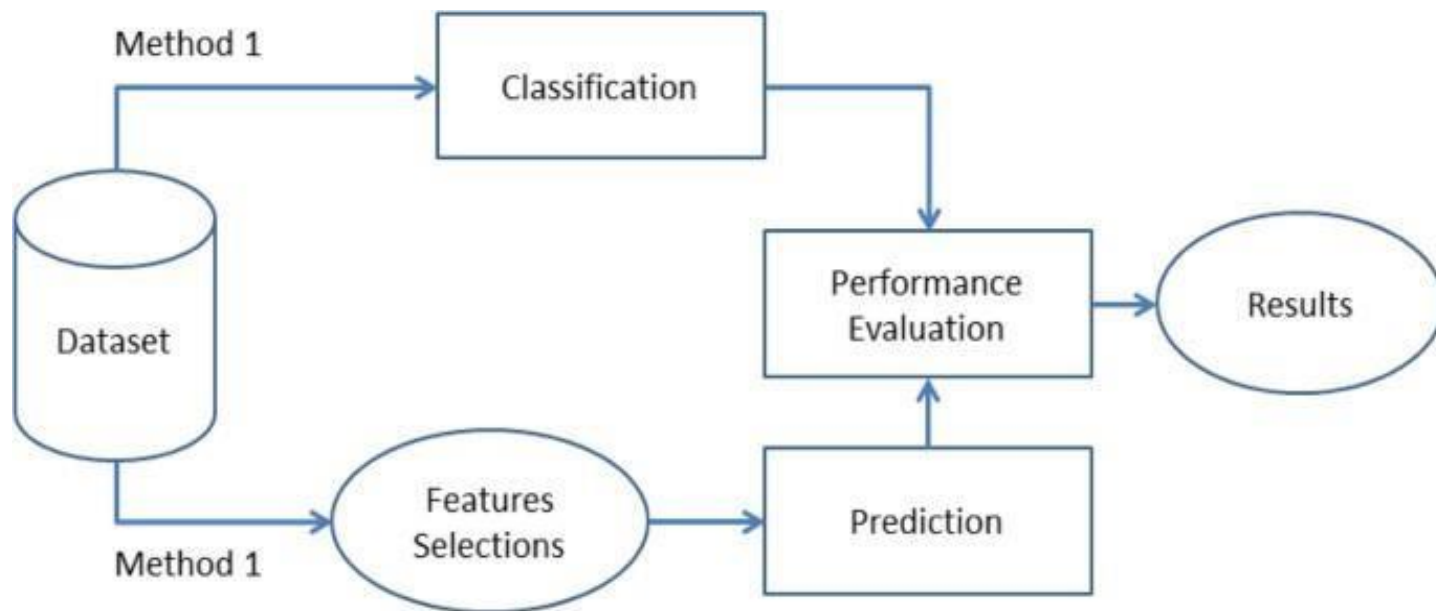 Method 1
Classification
Dataset
Performance
Evaluation
Results
Features
Selections
Prediction
Method 1